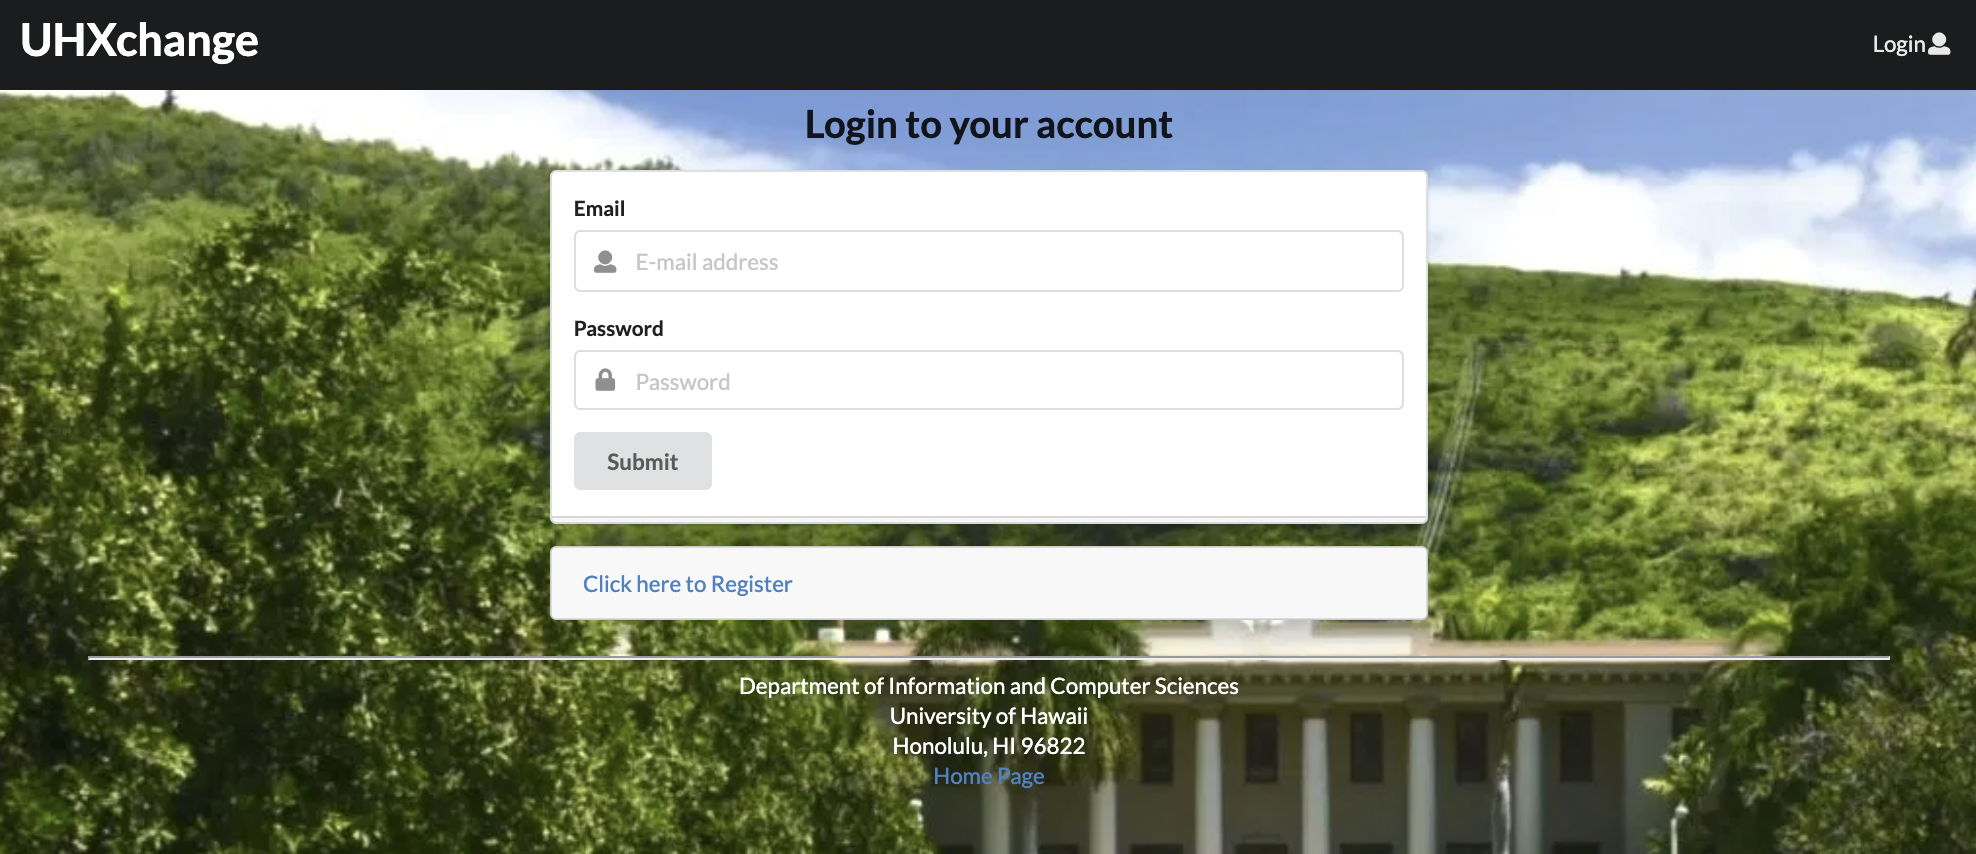 UHXchange
Login
Login to your account
Email
E-mail address
Password
Password
Submit
Click here to Register
Department of Information and Computer Sciences
University of Hawaii
Honolulu, HI 96822
Home Page